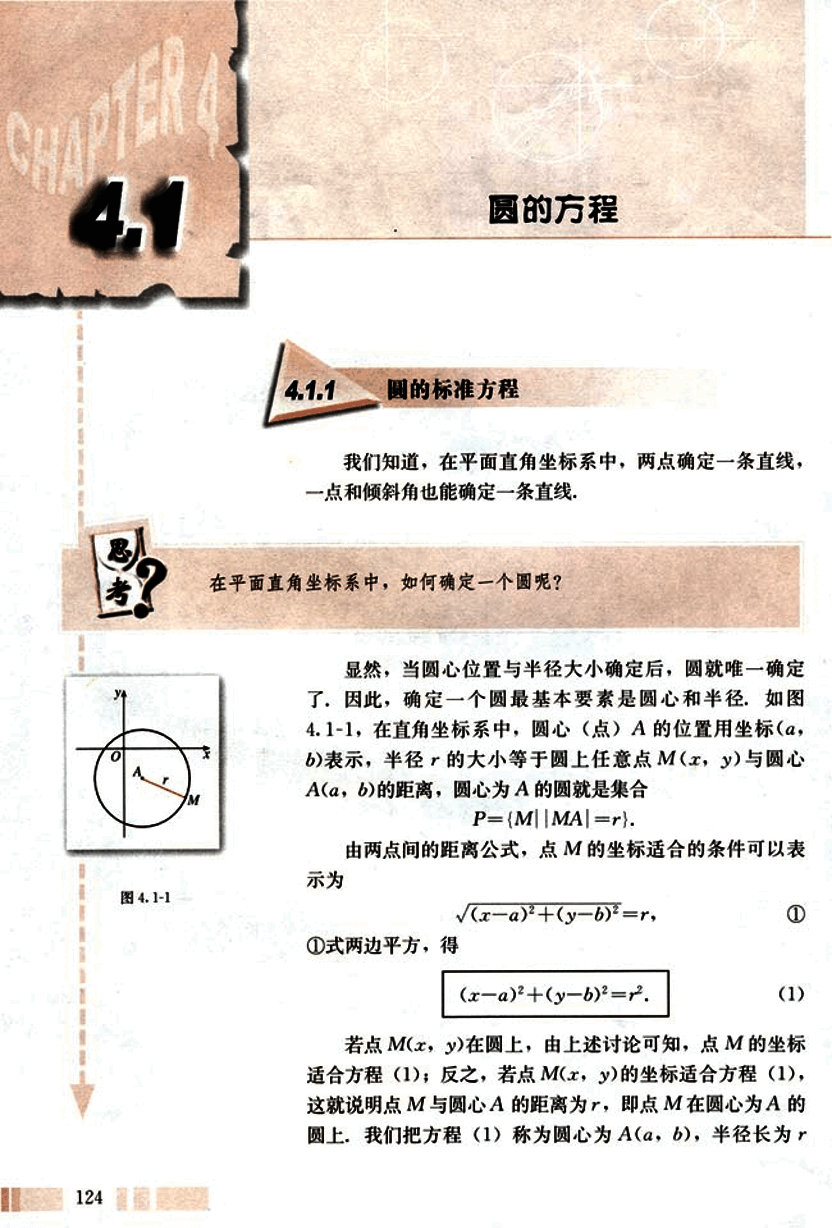 CHAPTER 4
4.1
圆的方程
4.1.1 圆的标准方程
我们知道，在平面直角坐标系中，两点确定一条直线，
一点和倾斜角也能确定一条直线.
思考?
在平面直角坐标系中，如何确定一个圆呢?
显然，当圆心位置与半径大小确定后，圆就唯一确定
了. 因此，确定一个圆最基本要素是圆心和半径. 如图
4.1-1，在直角坐标系中，圆心（点）A 的位置用坐标(a，
b)表示，半径 r 的大小等于圆上任意点 M(x，y)与圆心
A(a，b)的距离，圆心为 A 的圆就是集合
P={M||MA|=r}.
由两点间的距离公式，点 M 的坐标适合的条件可以表
示为
√(x-a)²+(y-b)²=r， ①
①式两边平方，得
(x-a)²+(y-b)²=r². (1)
若点 M(x，y)在圆上，由上述讨论可知，点 M 的坐标
适合方程（1）；反之，若点 M(x，y)的坐标适合方程（1），
这就说明点 M 与圆心 A 的距离为 r，即点 M 在圆心为 A 的
圆上. 我们把方程（1）称为圆心为 A(a，b)，半径长为 r
y
O
x
A
r
M
图 4.1-1
124